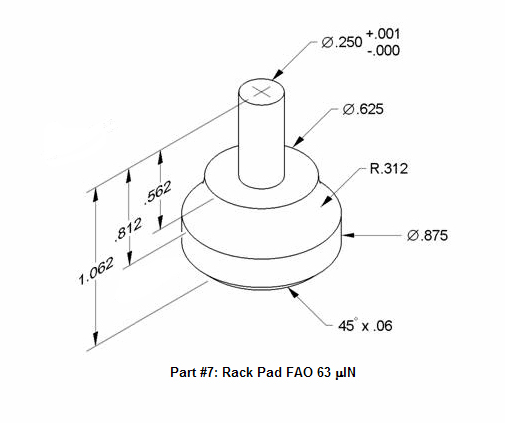 Ø.250 +.001
-.000
Ø.625
R.312
.562
.812
Ø.875
1.062
45° x .06
Part #7: Rack Pad FAO 63 µIN